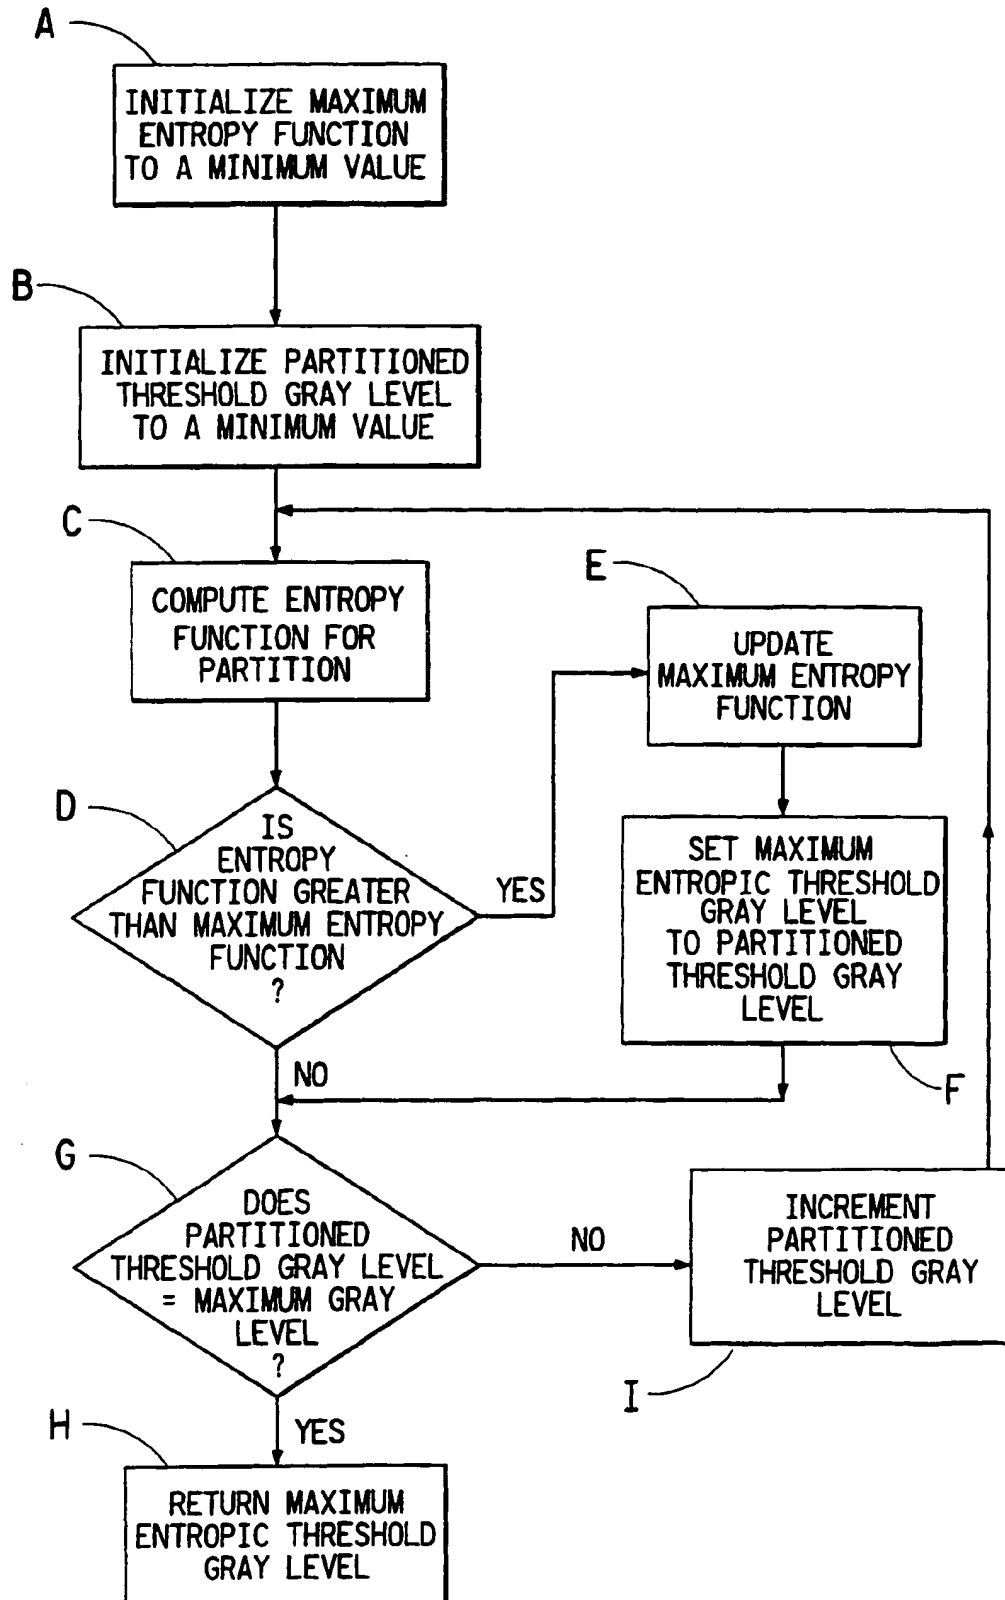 A
INITIALIZE MAXIMUM
ENTROPY FUNCTION
TO A MINIMUM VALUE
B
INITIALIZE PARTITIONED
THRESHOLD GRAY LEVEL
TO A MINIMUM VALUE
C
COMPUTE ENTROPY
FUNCTION FOR
PARTITION
D
IS
ENTROPY
FUNCTION GREATER
THAN MAXIMUM ENTROPY
FUNCTION
?
YES
NO
E
UPDATE
MAXIMUM ENTROPY
FUNCTION
SET MAXIMUM
ENTROPIC THRESHOLD
GRAY LEVEL
TO PARTITIONED
THRESHOLD GRAY
LEVEL
F
G
DOES
PARTITIONED
THRESHOLD GRAY LEVEL
= MAXIMUM GRAY
LEVEL
?
NO
YES
INCREMENT
PARTITIONED
THRESHOLD GRAY
LEVEL
I
H
RETURN MAXIMUM
ENTROPIC THRESHOLD
GRAY LEVEL